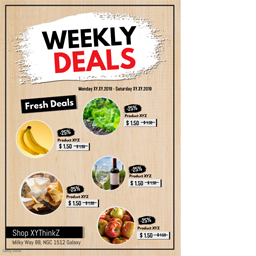 WEEKLY
DEALS
Monday XY.XY.2019 - Saturday XY.XY.2019
Fresh Deals
-25%
Product XYZ
$ 1.50
-25%
Product XYZ
$ 1.50
-25%
Product XYZ
$ 1.50
-25%
Product XYZ
$ 1.50
-25%
Product XYZ
$ 1.50
Shop XYThinkZ
Milky Way 88, NGC 1512 Galaxy